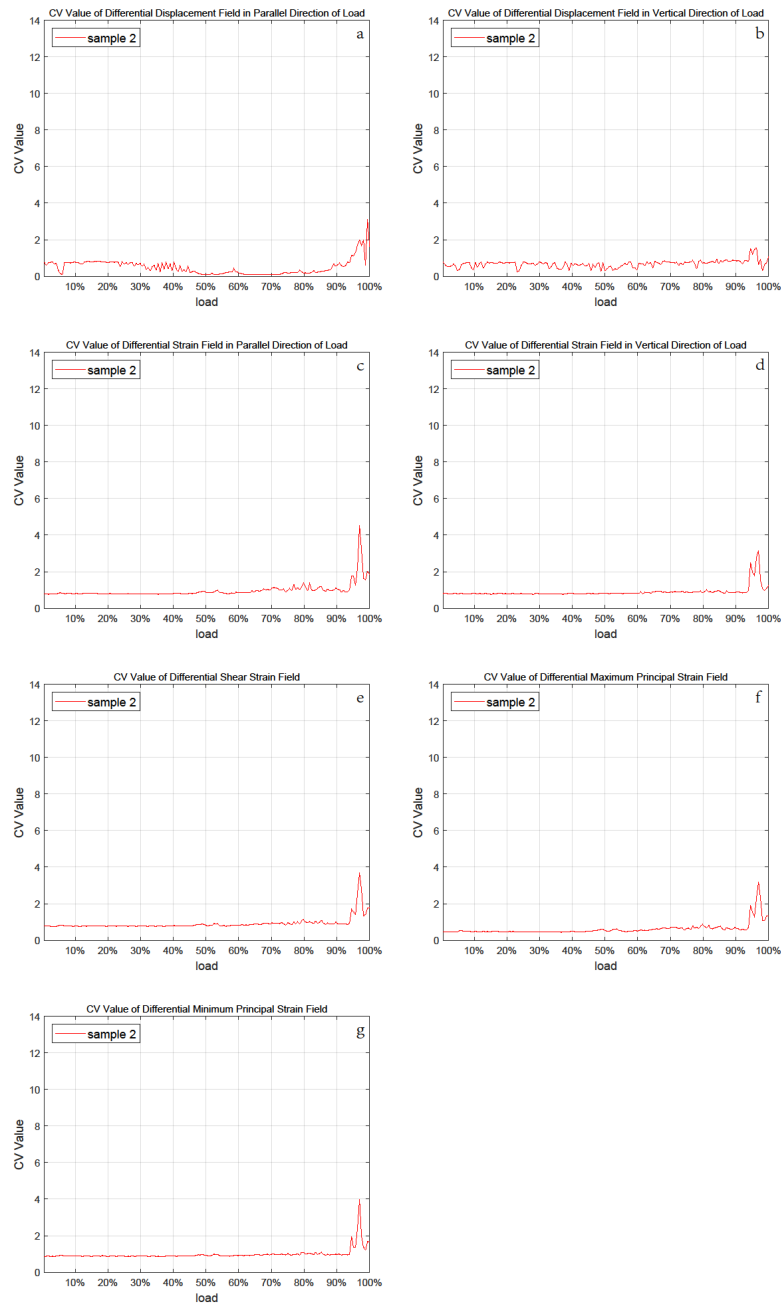 CV Value of Differential Displacement Field in Parallel Direction of Load
a
sample 2
14
12
10
8
6
4
2
0
CV Value
10% 20% 30% 40% 50% 60% 70% 80% 90% 100%
load
CV Value of Differential Displacement Field in Vertical Direction of Load
b
sample 2
14
12
10
8
6
4
2
0
CV Value
10% 20% 30% 40% 50% 60% 70% 80% 90% 100%
load
CV Value of Differential Strain Field in Parallel Direction of Load
c
sample 2
14
12
10
8
6
4
2
0
CV Value
10% 20% 30% 40% 50% 60% 70% 80% 90% 100%
load
CV Value of Differential Strain Field in Vertical Direction of Load
d
sample 2
14
12
10
8
6
4
2
0
CV Value
10% 20% 30% 40% 50% 60% 70% 80% 90% 100%
load
CV Value of Differential Shear Strain Field
e
sample 2
14
12
10
8
6
4
2
0
CV Value
10% 20% 30% 40% 50% 60% 70% 80% 90% 100%
load
CV Value of Differential Maximum Principal Strain Field
f
sample 2
14
12
10
8
6
4
2
0
CV Value
10% 20% 30% 40% 50% 60% 70% 80% 90% 100%
load
CV Value of Differential Minimum Principal Strain Field
g
sample 2
14
12
10
8
6
4
2
0
CV Value
10% 20% 30% 40% 50% 60% 70% 80% 90% 100%
load